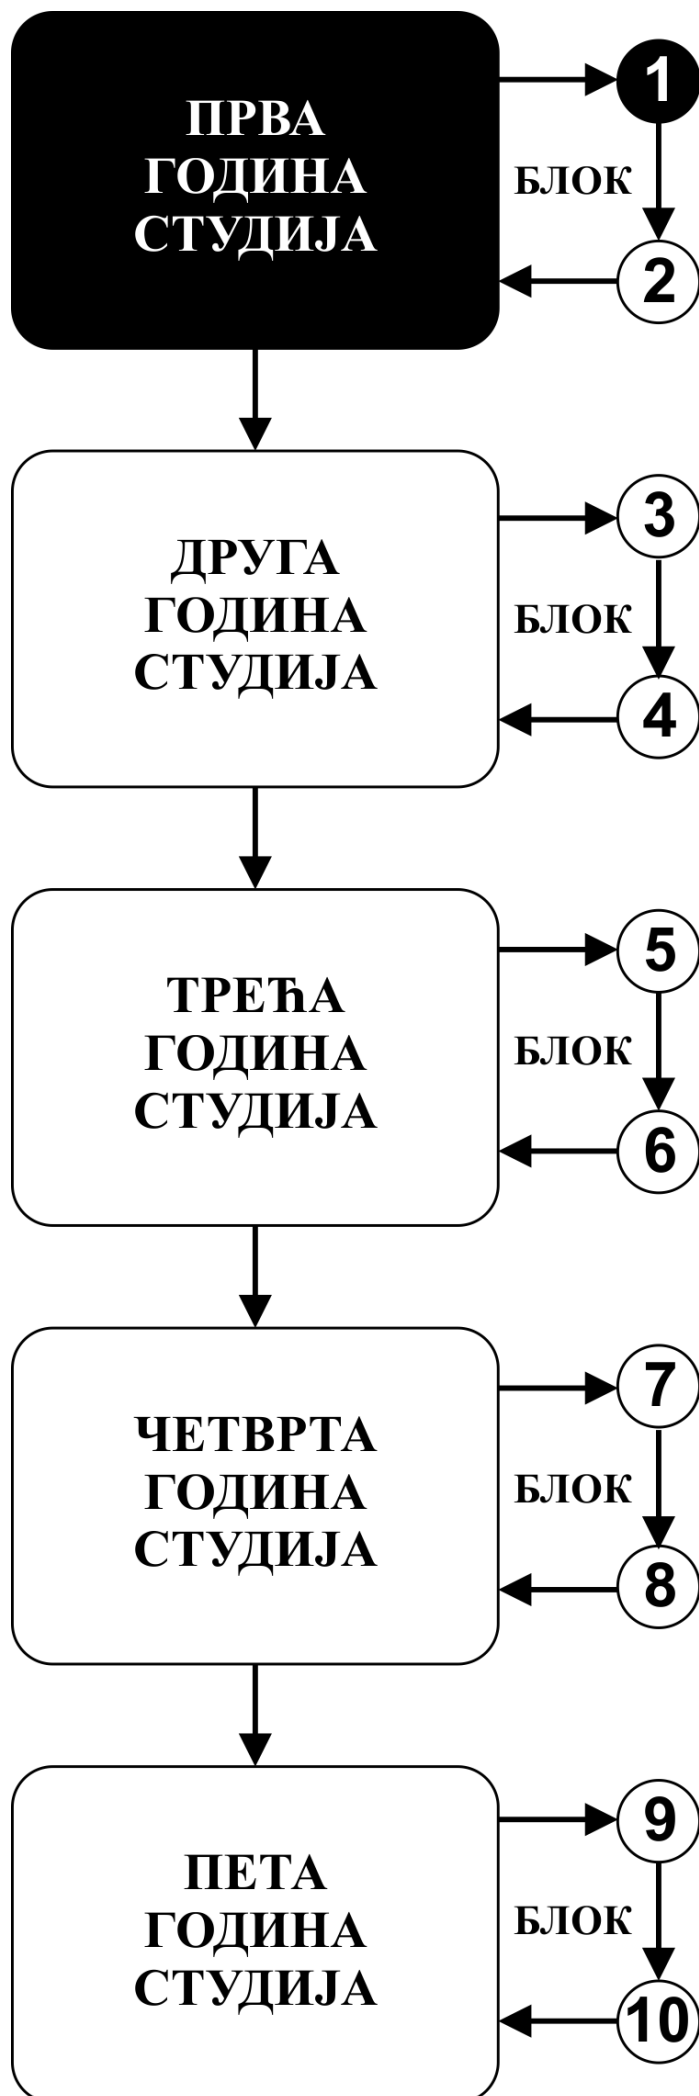 ПРВА
ГОДИНА
СТУДИЈА
1
БЛОК
2
ДРУГА
ГОДИНА
СТУДИЈА
3
БЛОК
4
ТРЕЋА
ГОДИНА
СТУДИЈА
5
БЛОК
6
ЧЕТВРТА
ГОДИНА
СТУДИЈА
7
БЛОК
8
ПЕТА
ГОДИНА
СТУДИЈА
9
БЛОК
10